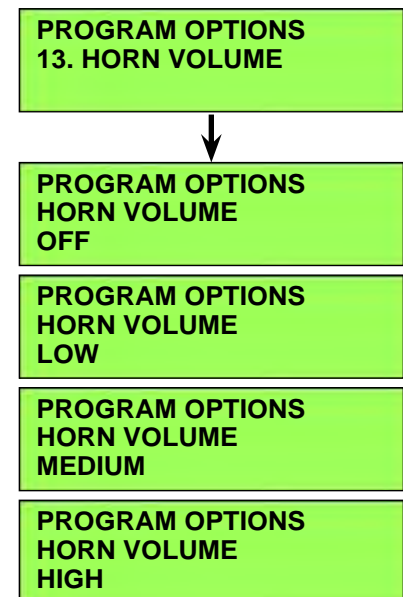 PROGRAM OPTIONS
13. HORN VOLUME
PROGRAM OPTIONS
HORN VOLUME
OFF
PROGRAM OPTIONS
HORN VOLUME
LOW
PROGRAM OPTIONS
HORN VOLUME
MEDIUM
PROGRAM OPTIONS
HORN VOLUME
HIGH